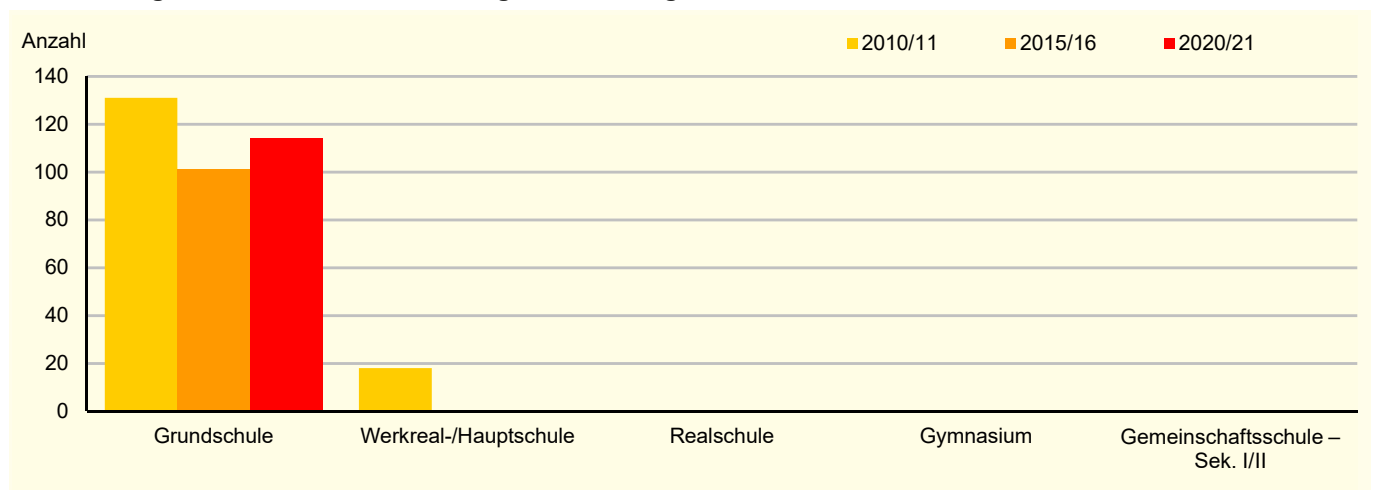 Anzahl
2010/11 2015/16 2020/21
140
120
100
80
60
40
20
0
Grundschule Werkreal-/Hauptschule Realschule Gymnasium Gemeinschaftsschule –
Sek. I/II